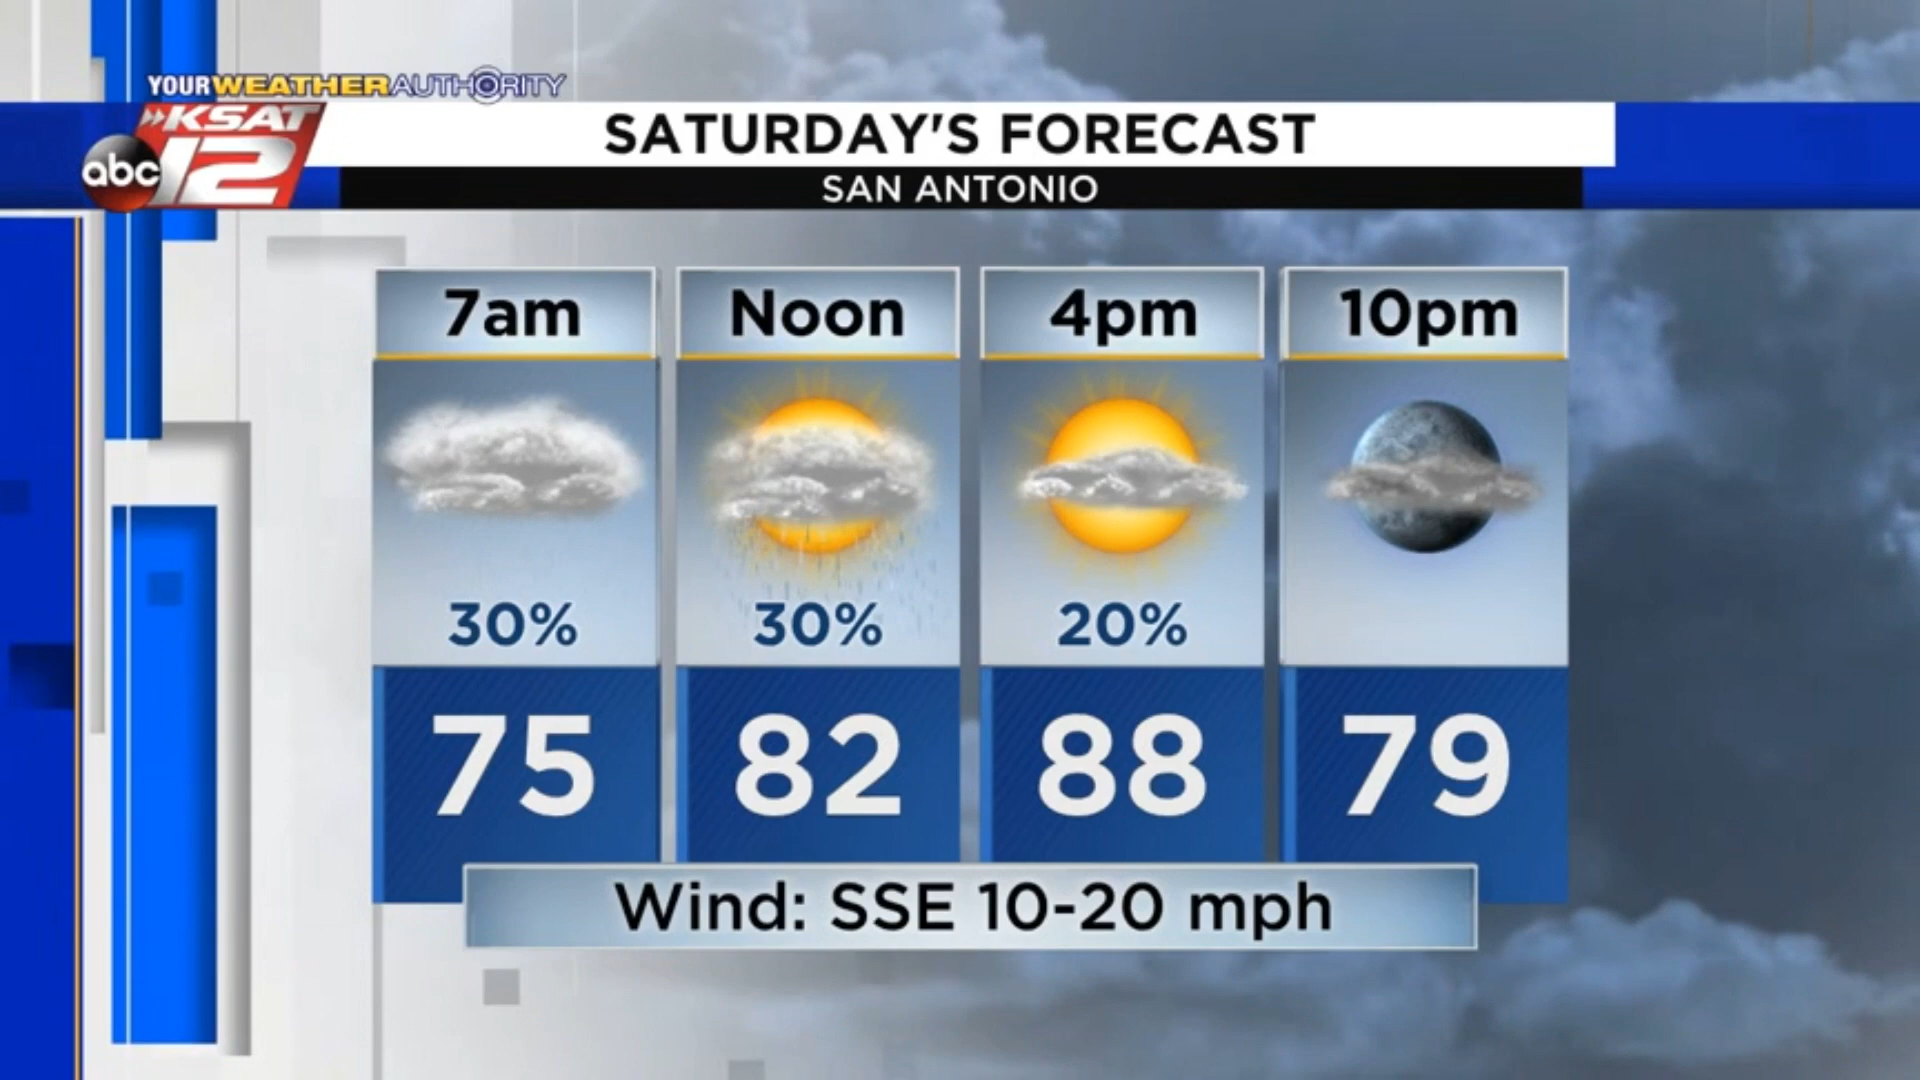 YOURWEATHERAUTHORITY
KSAT
abc 12
SATURDAY'S FORECAST
SAN ANTONIO
7am Noon 4pm 10pm
30% 30% 20%
75 82 88 79
Wind: SSE 10-20 mph